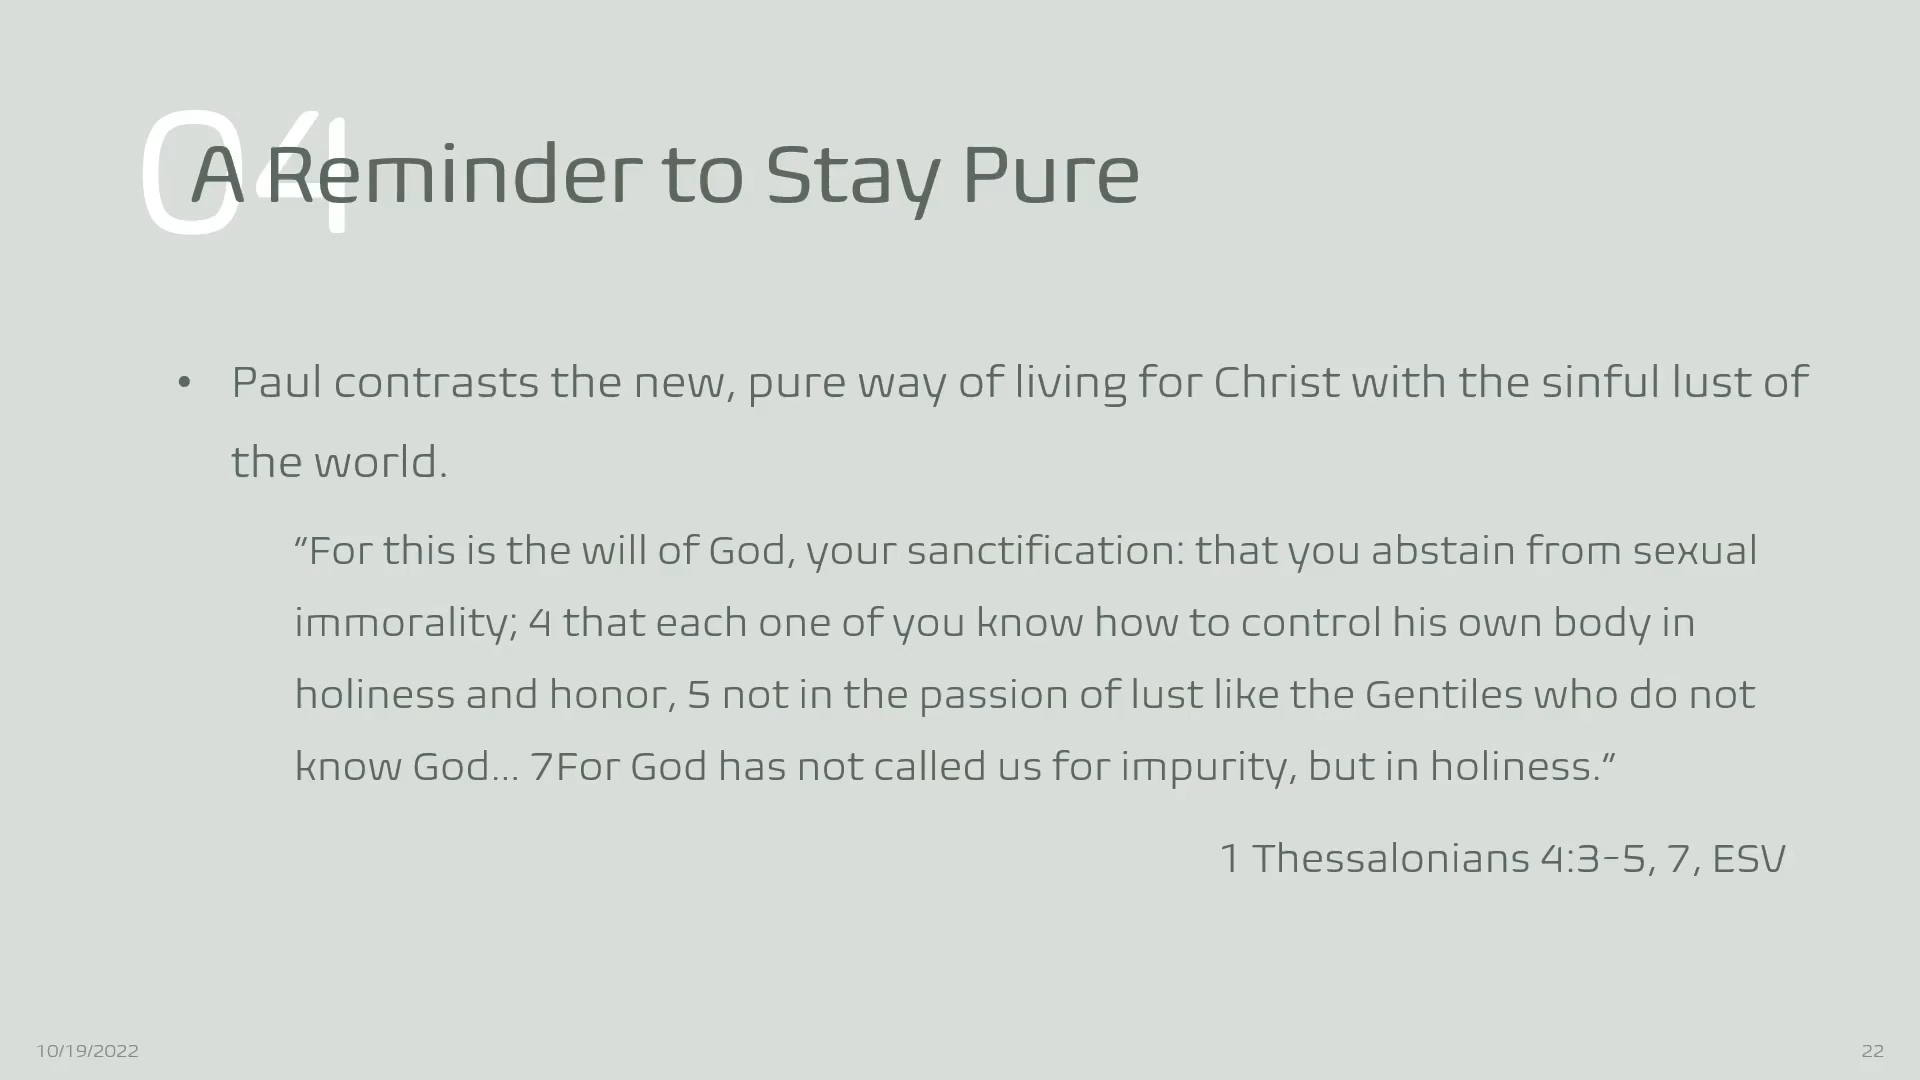 04
A Reminder to Stay Pure
• Paul contrasts the new, pure way of living for Christ with the sinful lust of
the world.
"For this is the will of God, your sanctification: that you abstain from sexual
immorality; 4 that each one of you know how to control his own body in
holiness and honor, 5 not in the passion of lust like the Gentiles who do not
know God... 7For God has not called us for impurity, but in holiness."
1 Thessalonians 4:3-5, 7, ESV
10/19/2022
22